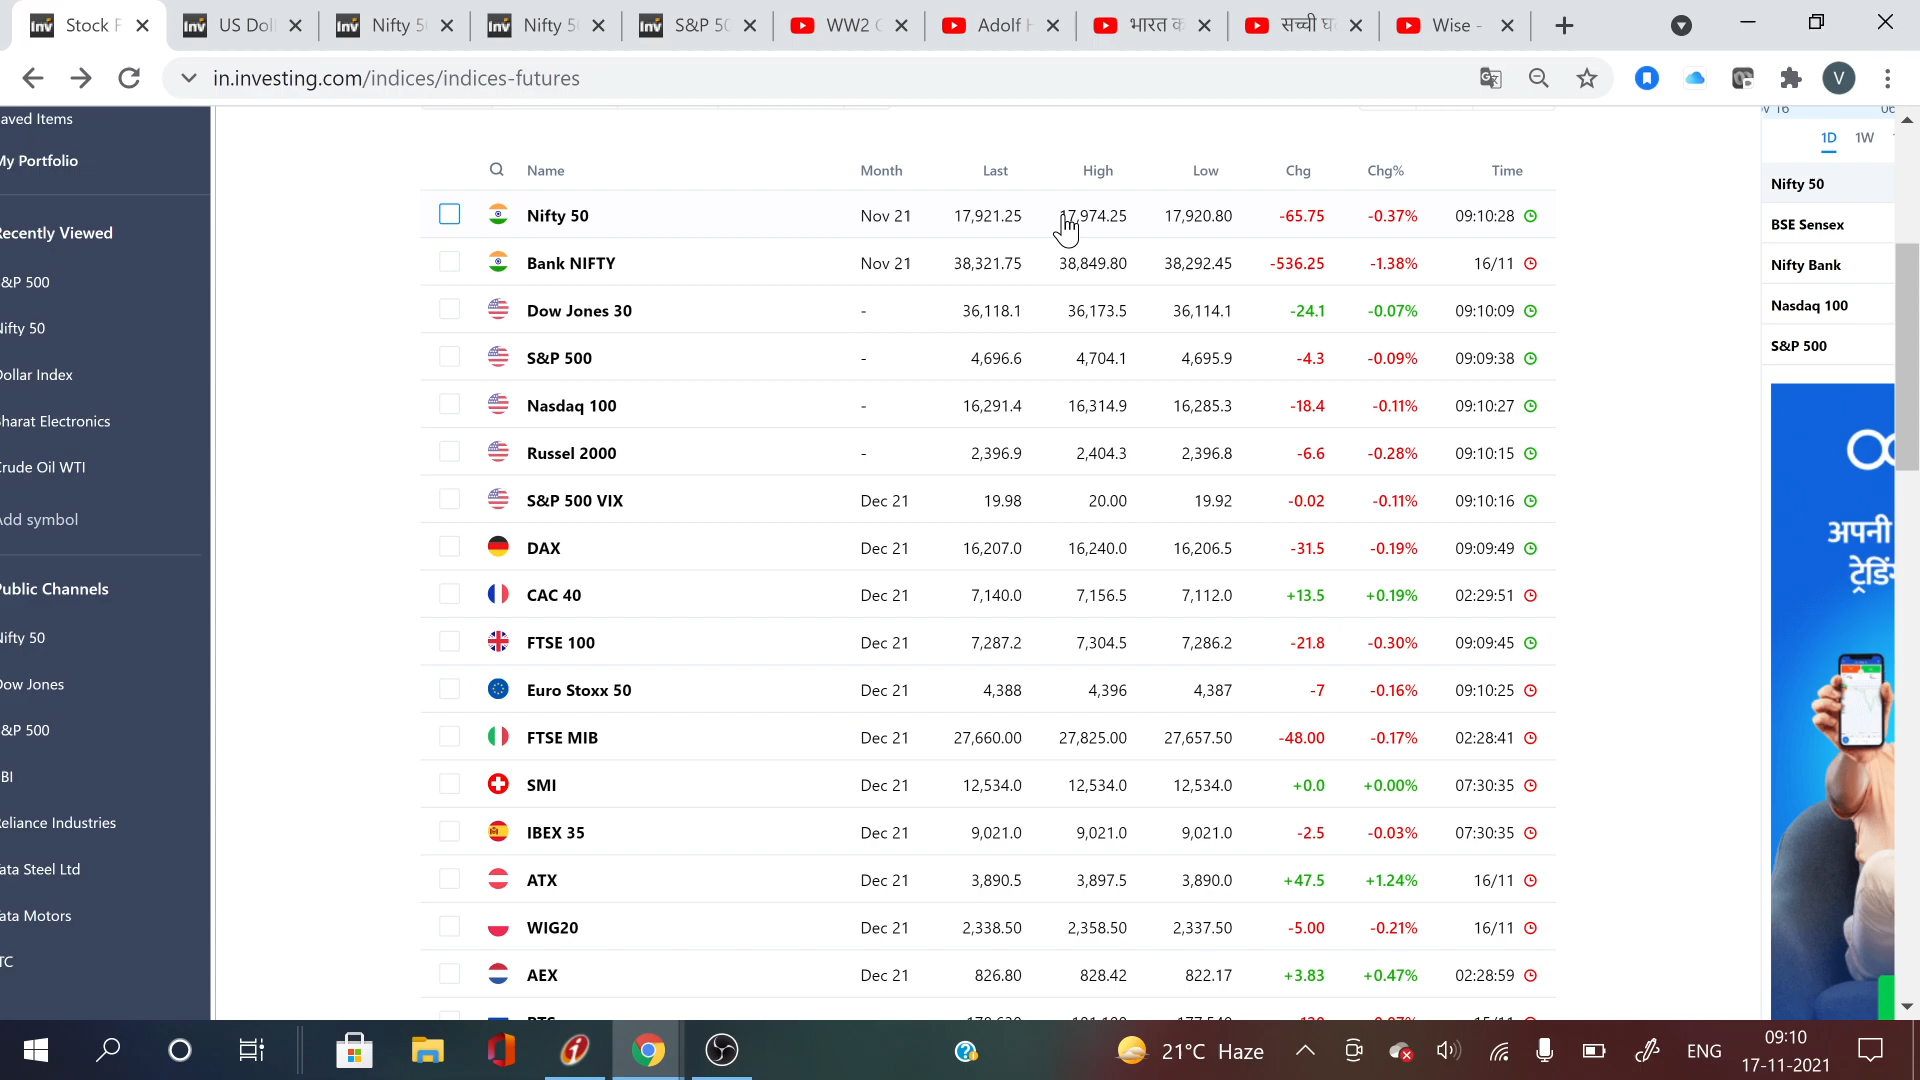 Stock F
US Doll
Nifty 5
Nifty 5
S&P 50
WW2
Adolf H
भारत क
सच्ची घ
Wise -
in.investing.com/indices/indices-futures
V
aved Items
My Portfolio
Recently Viewed
&P 500
Nifty 50
Dollar Index
Bharat Electronics
Crude Oil WTI
Add symbol
Public Channels
Nifty 50
Dow Jones
&P 500
BI
Reliance Industries
ata Steel Ltd
ata Motors
TC
Name Month Last High Low Chg Chg% Time
Nifty 50 Nov 21 17,921.25 17,974.25 17,920.80 -65.75 -0.37% 09:10:28
Bank NIFTY Nov 21 38,321.75 38,849.80 38,292.45 -536.25 -1.38% 16/11
Dow Jones 30 - 36,118.1 36,173.5 36,114.1 -24.1 -0.07% 09:10:09
S&P 500 - 4,696.6 4,704.1 4,695.9 -4.3 -0.09% 09:09:38
Nasdaq 100 - 16,291.4 16,314.9 16,285.3 -18.4 -0.11% 09:10:27
Russel 2000 - 2,396.9 2,404.3 2,396.8 -6.6 -0.28% 09:10:15
S&P 500 VIX Dec 21 19.98 20.00 19.92 -0.02 -0.11% 09:10:16
DAX Dec 21 16,207.0 16,240.0 16,206.5 -31.5 -0.19% 09:09:49
CAC 40 Dec 21 7,140.0 7,156.5 7,112.0 +13.5 +0.19% 02:29:51
FTSE 100 Dec 21 7,287.2 7,304.5 7,286.2 -21.8 -0.30% 09:09:45
Euro Stoxx 50 Dec 21 4,388 4,396 4,387 -7 -0.16% 09:10:25
FTSE MIB Dec 21 27,660.00 27,825.00 27,657.50 -48.00 -0.17% 02:28:41
SMI Dec 21 12,534.0 12,534.0 12,534.0 +0.0 +0.00% 07:30:35
IBEX 35 Dec 21 9,021.0 9,021.0 9,021.0 -2.5 -0.03% 07:30:35
ATX Dec 21 3,890.5 3,897.5 3,890.0 +47.5 +1.24% 16/11
WIG20 Dec 21 2,338.50 2,358.50 2,337.50 -5.00 -0.21% 16/11
AEX Dec 21 826.80 828.42 822.17 +3.83 +0.47% 02:28:59
1D 1W
Nifty 50
BSE Sensex
Nifty Bank
Nasdaq 100
S&P 500
अपनी
ट्रेडिं
21°C Haze
ENG
09:10
17-11-2021